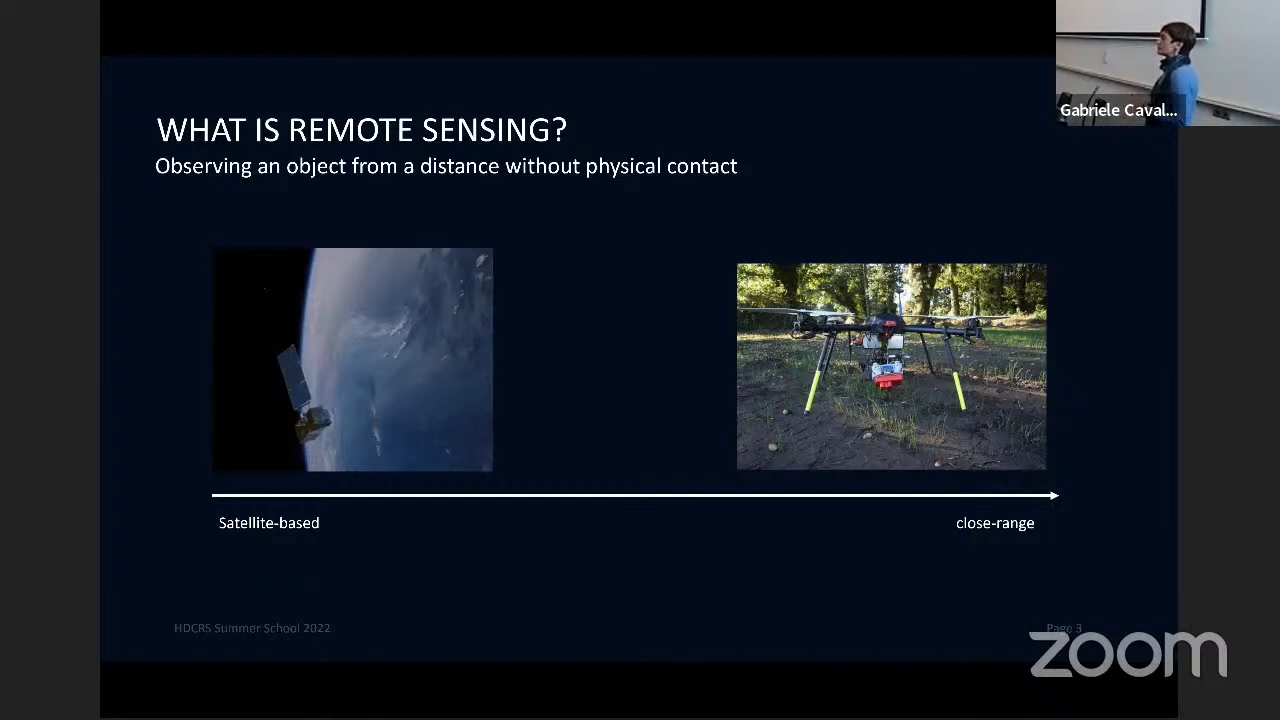 WHAT IS REMOTE SENSING?
Observing an object from a distance without physical contact
Gabriele Caval...
Satellite-based
close-range
HDCRS Summer School 2022
Page 3
zoom